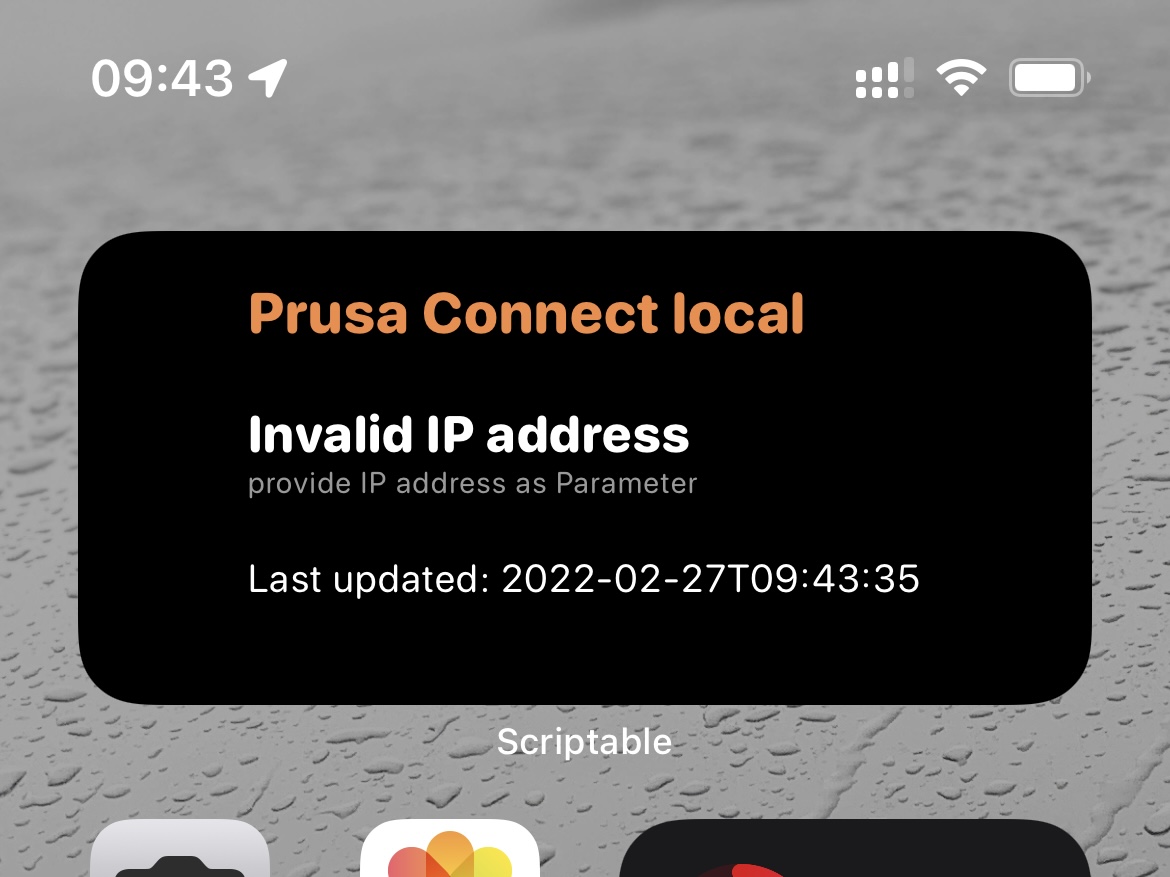 09:43
Prusa Connect local
Invalid IP address
provide IP address as Parameter
Last updated: 2022-02-27T09:43:35
Scriptable